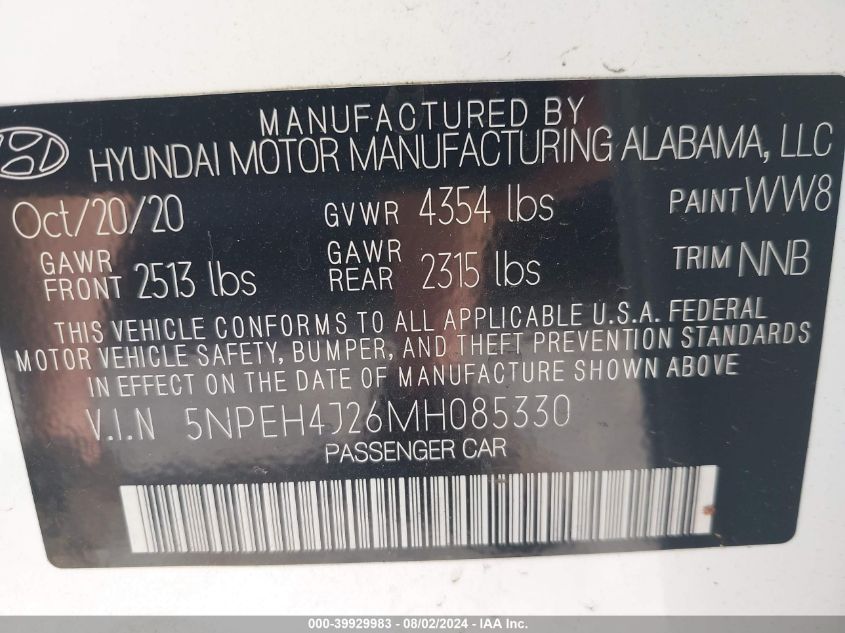 MANUFACTURED BY
HYUNDAI MOTOR MANUFACTURING ALABAMA, LLC
Oct/20/20 GVWR 4354 lbs PAINT WW8
GAWR FRONT 2513 lbs GAWR REAR 2315 lbs TRIM NNB
THIS VEHICLE CONFORMS TO ALL APPLICABLE U.S.A. FEDERAL
MOTOR VEHICLE SAFETY, BUMPER, AND THEFT PREVENTION STANDARDS
IN EFFECT ON THE DATE OF MANUFACTURE SHOWN ABOVE
V.I.N 5NPEH4J26MH085330
PASSENGER CAR
000-39929983 - 08/02/2024 - IAA Inc.